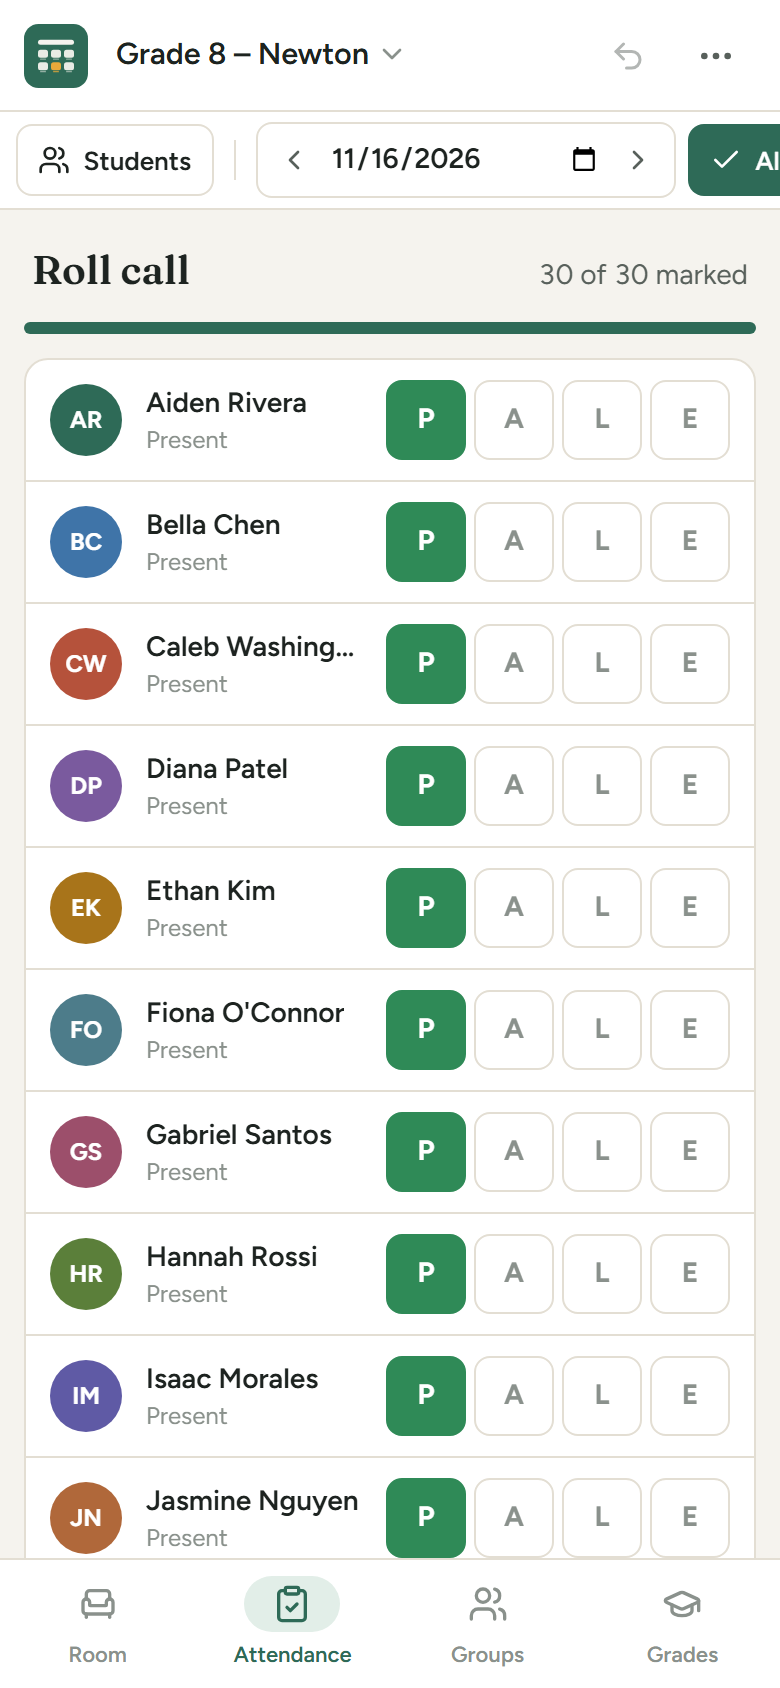 Grade 8 – Newton
Students
11/16/2026
Al
Roll call
30 of 30 marked
AR Aiden Rivera P A L E
Present
BC Bella Chen P A L E
Present
CW Caleb Washing... P A L E
Present
DP Diana Patel P A L E
Present
EK Ethan Kim P A L E
Present
FO Fiona O'Connor P A L E
Present
GS Gabriel Santos P A L E
Present
HR Hannah Rossi P A L E
Present
IM Isaac Morales P A L E
Present
JN Jasmine Nguyen P A L E
Present
Room Attendance Groups Grades